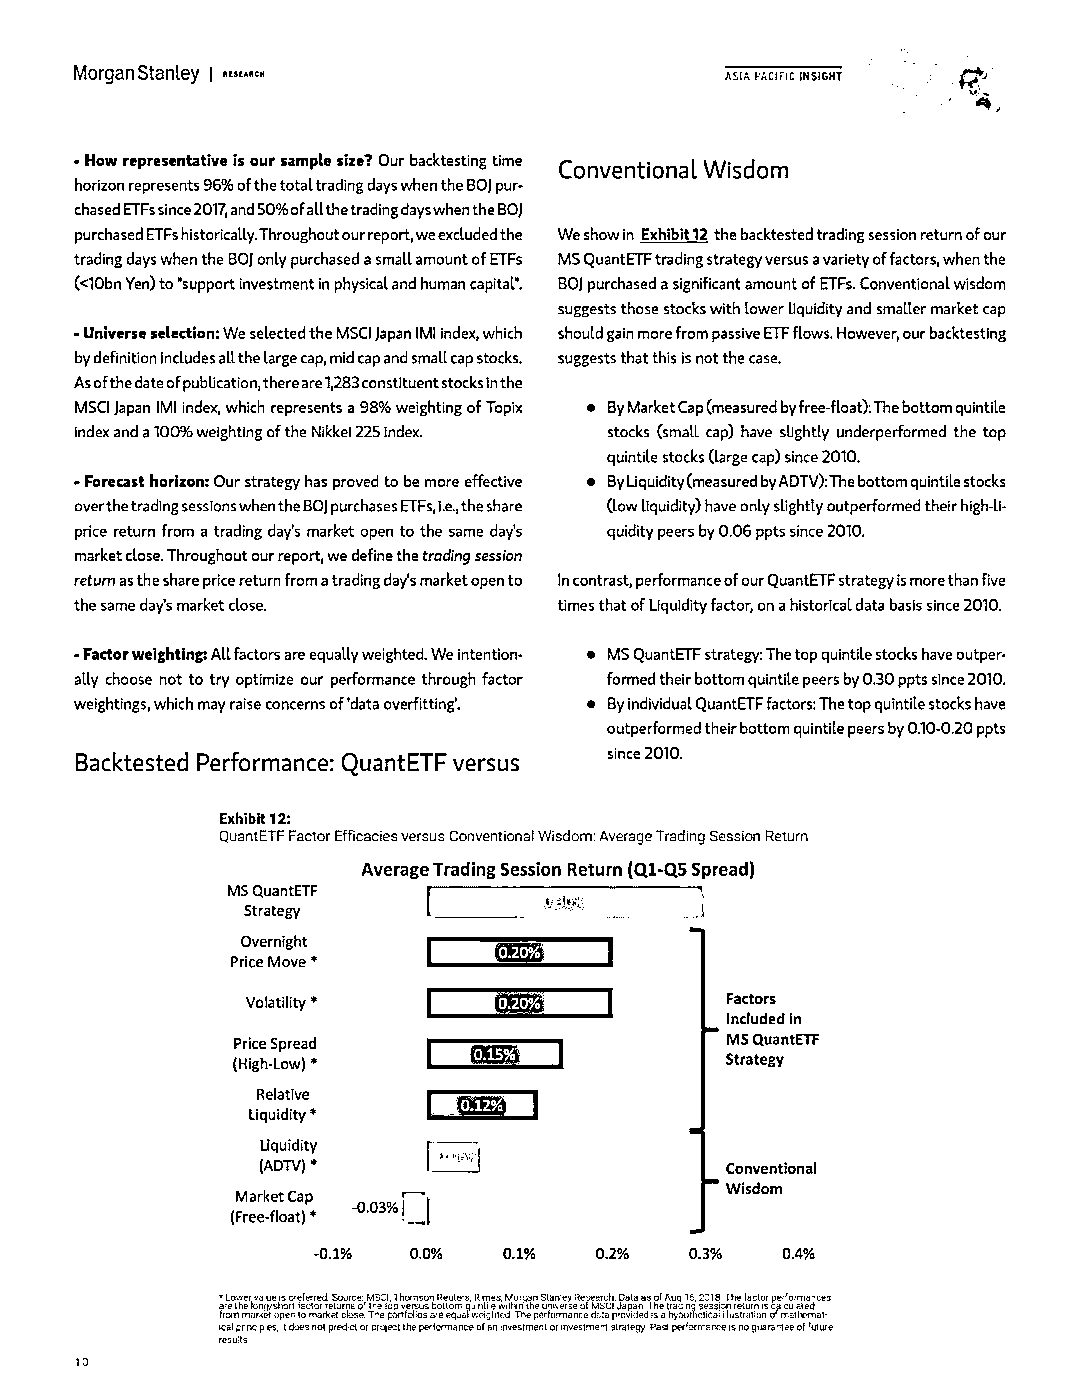 Morgan Stanley | RESEARCH
ASIA PACIFIC INSIGHT
- How representative is our sample size? Our backtesting time
horizon represents 96% of the total trading days when the BOJ pur-
chased ETFs since 2017, and 50% of all the trading days when the BOJ
purchased ETFs historically. Throughout our report, we excluded the
trading days when the BOJ only purchased a small amount of ETFs
(<10bn Yen) to "support investment in physical and human capital".
- Universe selection: We selected the MSCI Japan IMI index, which
by definition includes all the large cap, mid cap and small cap stocks.
As of the date of publication, there are 1,283 constituent stocks in the
MSCI Japan IMI index, which represents a 98% weighting of Topix
index and a 100% weighting of the Nikkei 225 Index.
- Forecast horizon: Our strategy has proved to be more effective
over the trading sessions when the BOJ purchases ETFs, i.e., the share
price return from a trading day's market open to the same day's
market close. Throughout our report, we define the trading session
return as the share price return from a trading day's market open to
the same day's market close.
- Factor weighting: All factors are equally weighted. We intention-
ally choose not to try optimize our performance through factor
weightings, which may raise concerns of 'data overfitting'.
Backtested Performance: QuantETF versus
Conventional Wisdom
We show in Exhibit 12 the backtested trading session return of our
MS QuantETF trading strategy versus a variety of factors, when the
BOJ purchased a significant amount of ETFs. Conventional wisdom
suggests those stocks with lower liquidity and smaller market cap
should gain more from passive ETF flows. However, our backtesting
suggests that this is not the case.
● By Market Cap (measured by free-float): The bottom quintile
stocks (small cap) have slightly underperformed the top
quintile stocks (large cap) since 2010.
● By Liquidity (measured by ADTV): The bottom quintile stocks
(low liquidity) have only slightly outperformed their high-li-
quidity peers by 0.06 ppts since 2010.
In contrast, performance of our QuantETF strategy is more than five
times that of Liquidity factor, on a historical data basis since 2010.
● MS QuantETF strategy: The top quintile stocks have outper-
formed their bottom quintile peers by 0.30 ppts since 2010.
● By individual QuantETF factors: The top quintile stocks have
outperformed their bottom quintile peers by 0.10-0.20 ppts
since 2010.
Exhibit 12:
QuantETF Factor Efficacies versus Conventional Wisdom: Average Trading Session Return
Average Trading Session Return (Q1-Q5 Spread)
MS QuantETF
Strategy
Overnight
Price Move *
0.20%
Volatility *
0.20%
Price Spread
(High-Low) *
0.15%
Relative
Liquidity *
0.12%
Liquidity
(ADTV) *
Market Cap
(Free-float) *
-0.03%
Factors
Included in
MS QuantETF
Strategy
Conventional
Wisdom
-0.1% 0.0% 0.1% 0.2% 0.3% 0.4%
* Lower value is preferred. Source: MSCI, Thomson Reuters, Rimes, Morgan Stanley Research. Data as of Aug 16, 2018. The factor performances
are the long/short factor returns of the top versus bottom quintile within the universe of MSCI Japan. The trading session return is calculated
from market open to market close. The portfolios are equal weighted. The performance data provided is a hypothetical illustration of mathemat-
ical principles, it does not predict or project the performance of an investment or investment strategy. Past performance is no guarantee of future
results
10